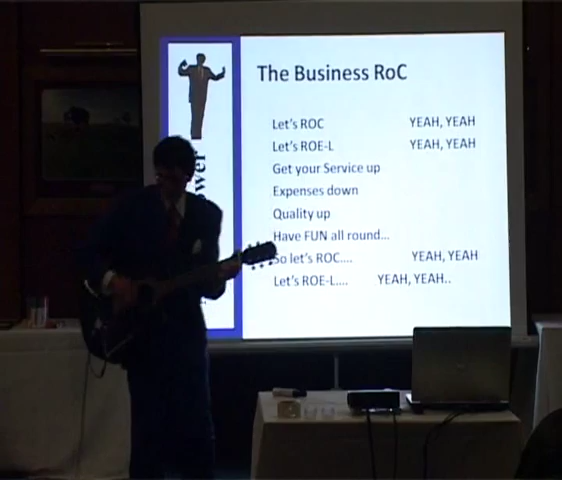 The Business RoC
Let's ROC YEAH, YEAH
Let's ROE-L YEAH, YEAH
Get your Service up
Expenses down
Quality up
Have FUN all round...
So let's ROC.... YEAH, YEAH
Let's ROE-L.... YEAH, YEAH..